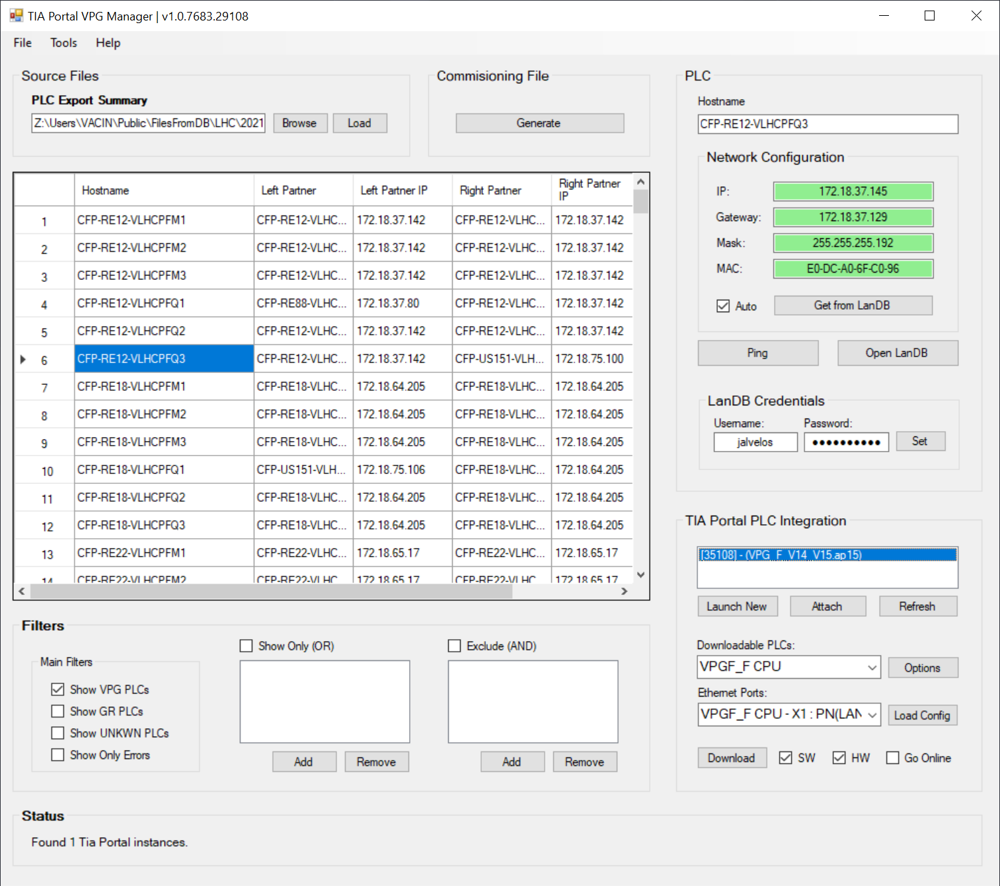 TIA Portal VPG Manager | v1.0.7683.29108
File Tools Help
Source Files
PLC Export Summary
Z:\Users\VACIN\Public\FilesFromDB\LHC\2021 Browse Load
Commisioning File
Generate
Hostname Left Partner Left Partner IP Right Partner Right Partner IP
1 CFP-RE12-VLHCPFM1 CFP-RE12-VLHC... 172.18.37.142 CFP-RE12-VLHC... 172.18.37.142
2 CFP-RE12-VLHCPFM2 CFP-RE12-VLHC... 172.18.37.142 CFP-RE12-VLHC... 172.18.37.142
3 CFP-RE12-VLHCPFM3 CFP-RE12-VLHC... 172.18.37.142 CFP-RE12-VLHC... 172.18.37.142
4 CFP-RE12-VLHCPFQ1 CFP-RE88-VLHC... 172.18.37.80 CFP-RE12-VLHC... 172.18.37.142
5 CFP-RE12-VLHCPFQ2 CFP-RE12-VLHC... 172.18.37.142 CFP-RE12-VLHC... 172.18.37.142
6 CFP-RE12-VLHCPFQ3 CFP-RE12-VLHC... 172.18.37.142 CFP-US151-VLH... 172.18.75.100
7 CFP-RE18-VLHCPFM1 CFP-RE18-VLHC... 172.18.64.205 CFP-RE18-VLHC... 172.18.64.205
8 CFP-RE18-VLHCPFM2 CFP-RE18-VLHC... 172.18.64.205 CFP-RE18-VLHC... 172.18.64.205
9 CFP-RE18-VLHCPFM3 CFP-RE18-VLHC... 172.18.64.205 CFP-RE18-VLHC... 172.18.64.205
10 CFP-RE18-VLHCPFQ1 CFP-US151-VLH... 172.18.75.106 CFP-RE18-VLHC... 172.18.64.205
11 CFP-RE18-VLHCPFQ2 CFP-RE18-VLHC... 172.18.64.205 CFP-RE18-VLHC... 172.18.64.205
12 CFP-RE18-VLHCPFQ3 CFP-RE18-VLHC... 172.18.64.205 CFP-RE18-VLHC... 172.18.64.205
13 CFP-RE22-VLHCPFM1 CFP-RE22-VLHC... 172.18.65.17 CFP-RE22-VLHC... 172.18.65.17
14 CFP-RE22-VLHCPFM2 CFP-RE22-VLHC... 172.18.65.17 CFP-RE22-VLHC... 172.18.65.17
Filters
Main Filters
Show VPG PLCs
Show GR PLCs
Show UNKWN PLCs
Show Only Errors
Show Only (OR)
Add Remove
Exclude (AND)
Add Remove
PLC
Hostname
CFP-RE12-VLHCPFQ3
Network Configuration
IP: 172.18.37.145
Gateway: 172.18.37.129
Mask: 255.255.255.192
MAC: E0-DC-A0-6F-C0-96
Auto Get from LanDB
Ping Open LanDB
LanDB Credentials
Username: Password:
jalvelos ●●●●●●●●●● Set
TIA Portal PLC Integration
[35108] - (VPG_F_V14_V15.ap15)
Launch New Attach Refresh
Downloadable PLCs:
VPGF_F CPU Options
Ethernet Ports:
VPGF_F CPU - X1 : PN(LAN Load Config
Download SW HW Go Online
Status
Found 1 Tia Portal instances.